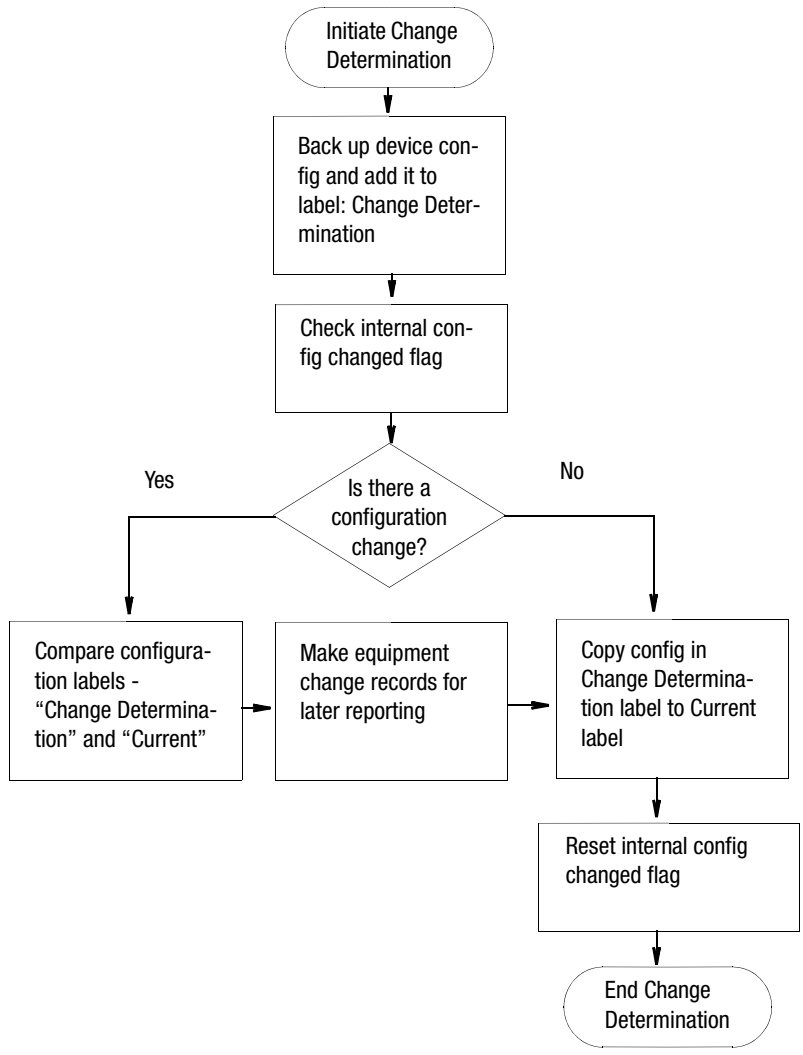 Initiate Change
Determination
Back up device con-
fig and add it to
label: Change Deter-
mination
Check internal con-
fig changed flag
Yes
No
Is there a
configuration
change?
Compare configura-
tion labels -
“Change Determina-
tion” and “Current”
Make equipment
change records for
later reporting
Copy config in
Change Determina-
tion label to Current
label
Reset internal config
changed flag
End Change
Determination